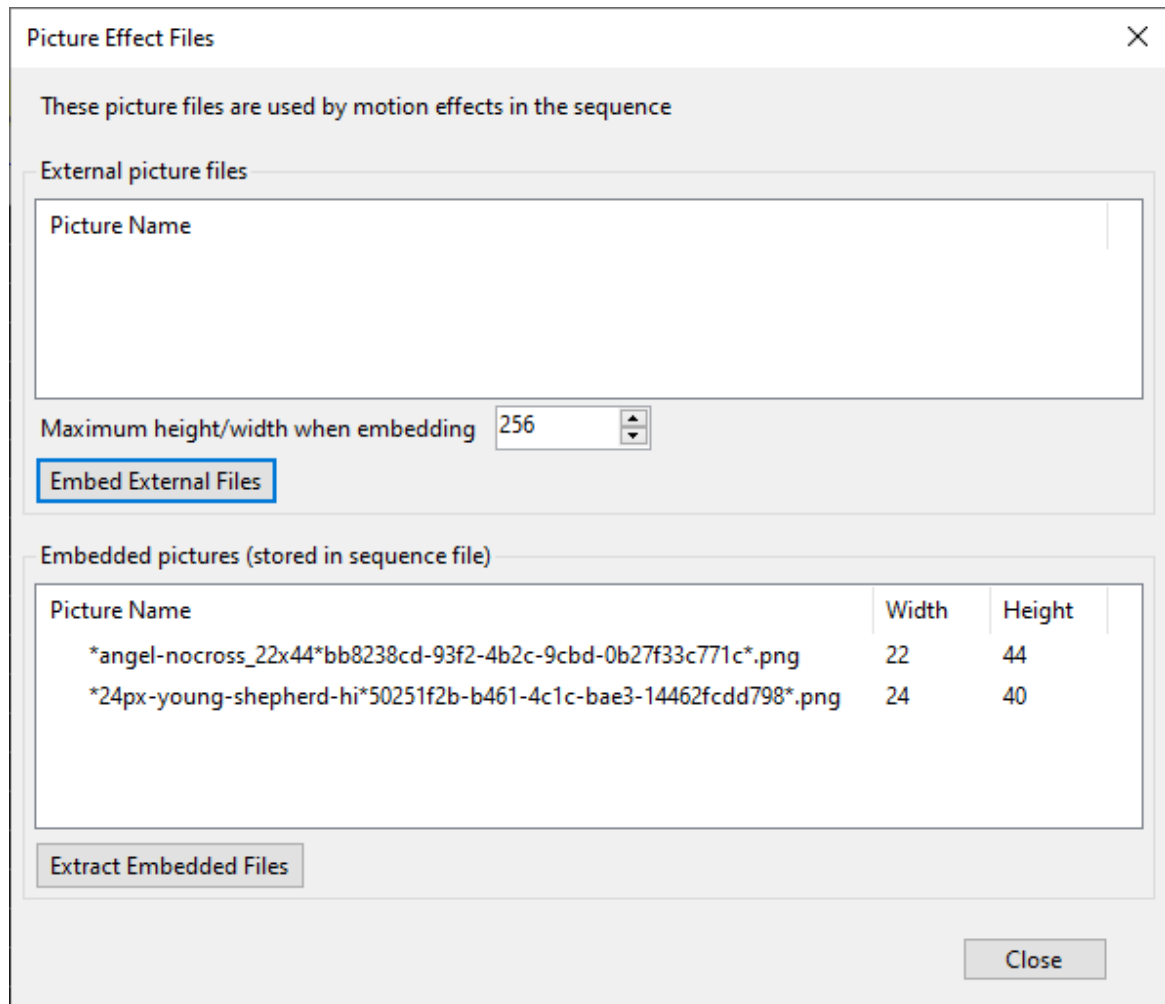 Picture Effect Files
These picture files are used by motion effects in the sequence
External picture files
Picture Name
Maximum height/width when embedding 256
Embed External Files
Embedded pictures (stored in sequence file)
Picture Name Width Height
*angel-nocross_22x44*bb8238cd-93f2-4b2c-9cbd-0b27f33c771c*.png 22 44
*24px-young-shepherd-hi*50251f2b-b461-4c1c-bae3-14462fcdd798*.png 24 40
Extract Embedded Files
Close